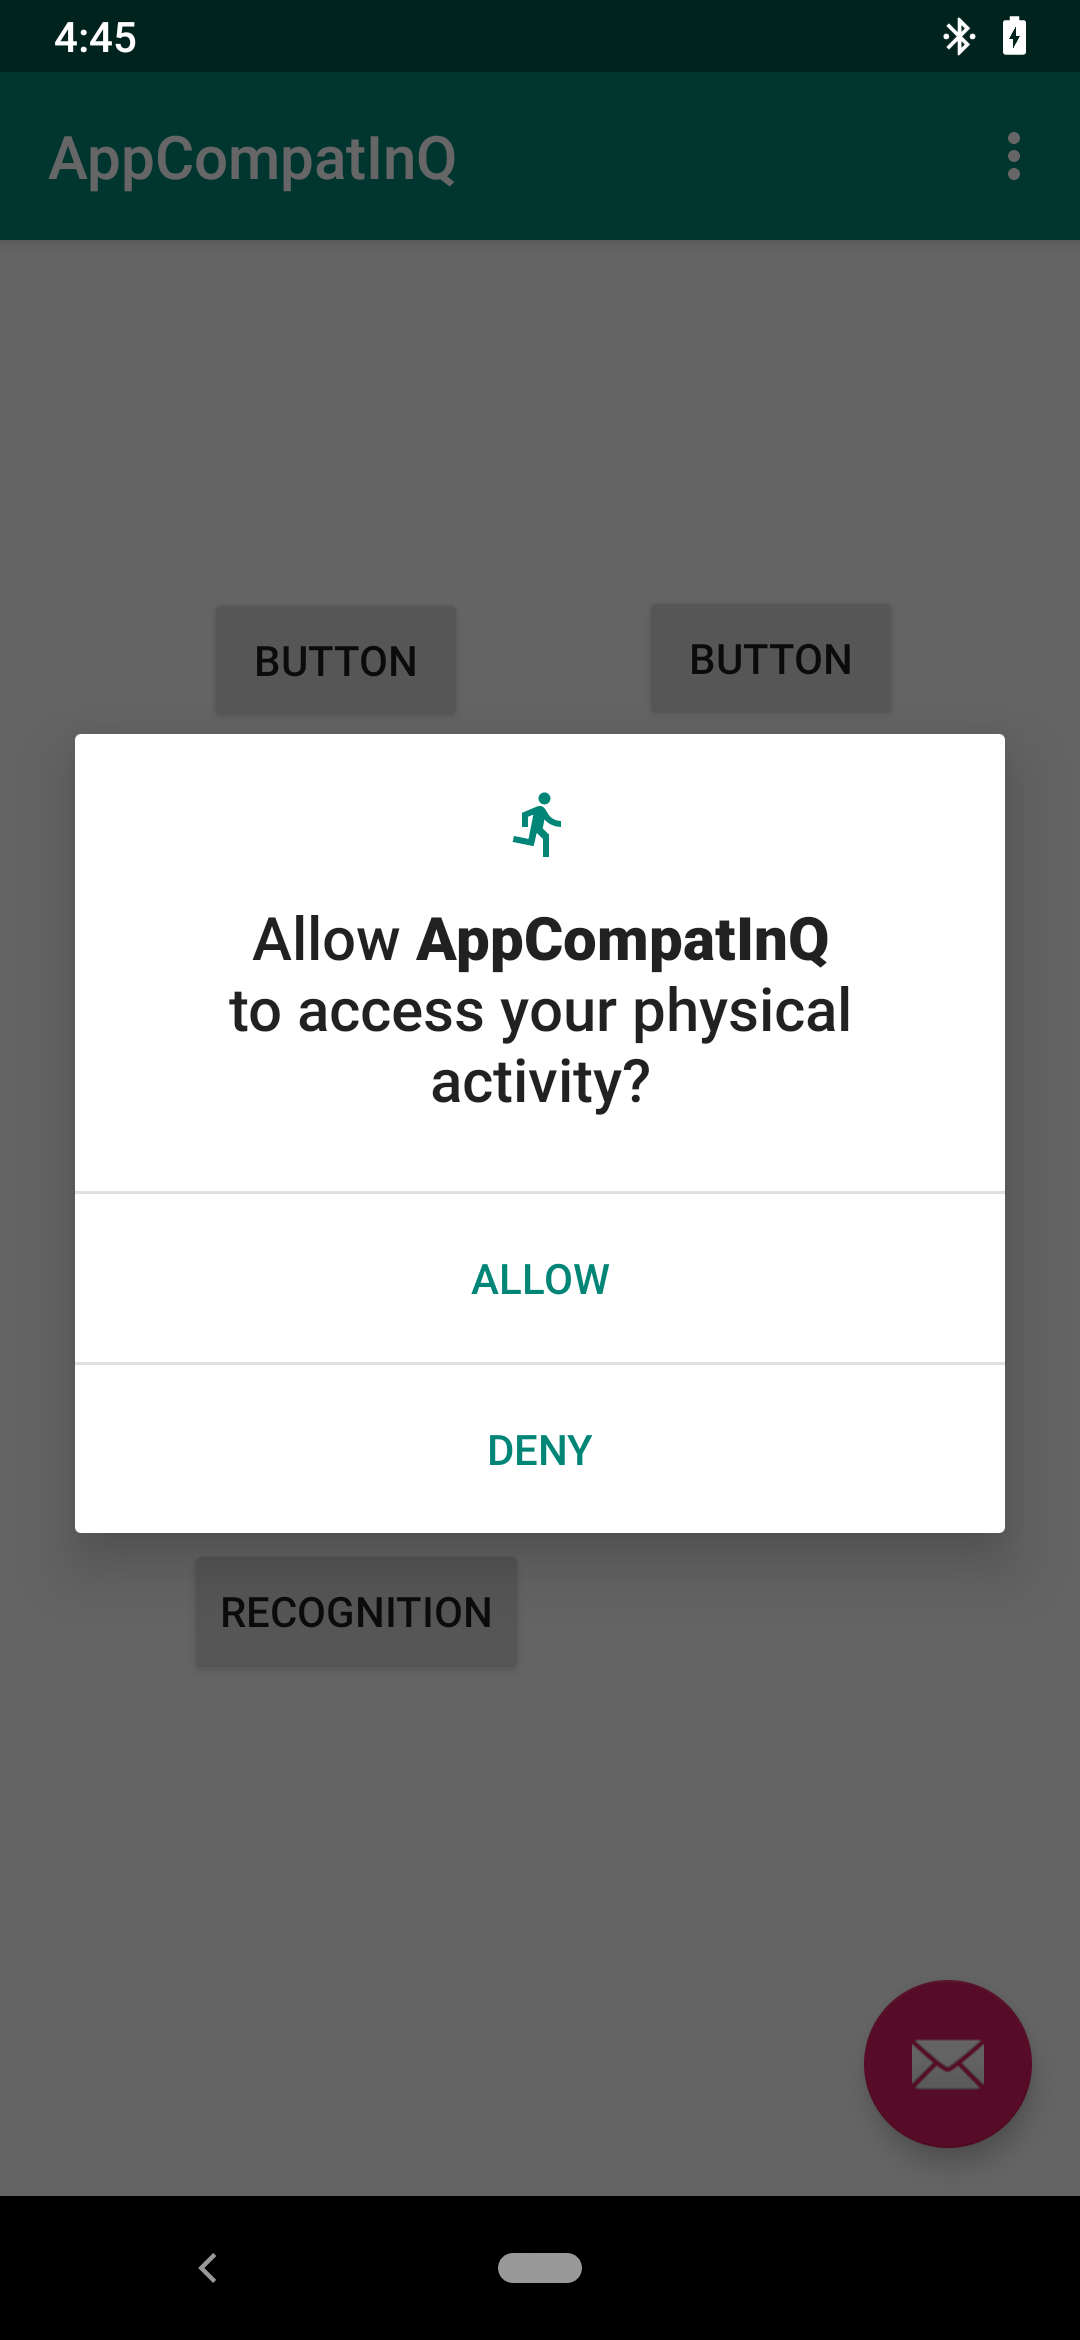 4:45
AppCompatInQ
BUTTON
BUTTON
Allow AppCompatInQ
to access your physical
activity?
ALLOW
DENY
RECOGNITION